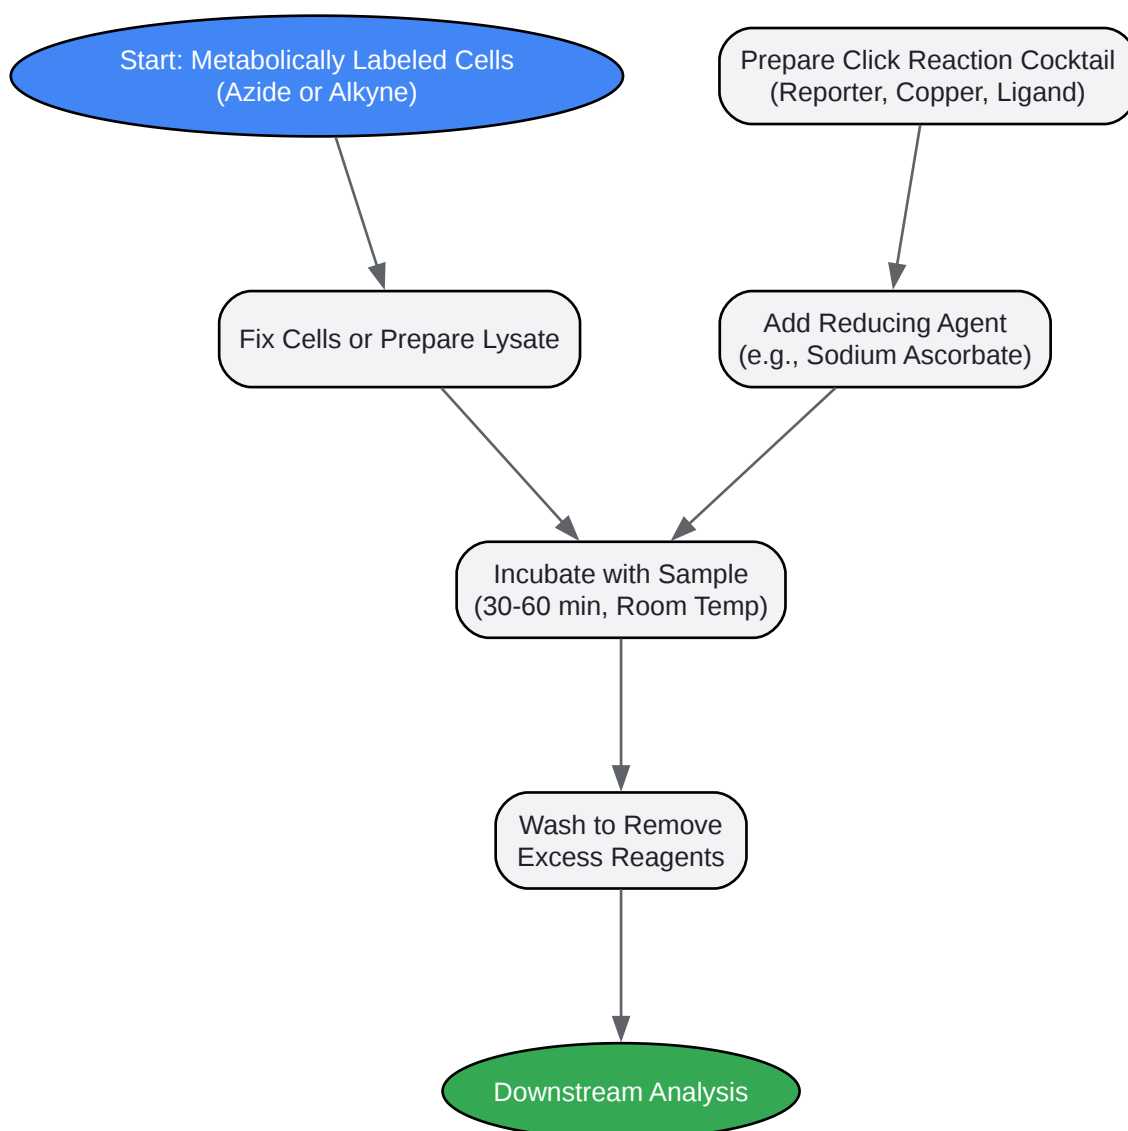 Start: Metabolically Labeled Cells
(Azide or Alkyne)
Prepare Click Reaction Cocktail
(Reporter, Copper, Ligand)
Fix Cells or Prepare Lysate
Add Reducing Agent
(e.g., Sodium Ascorbate)
Incubate with Sample
(30-60 min, Room Temp)
Wash to Remove
Excess Reagents
Downstream Analysis